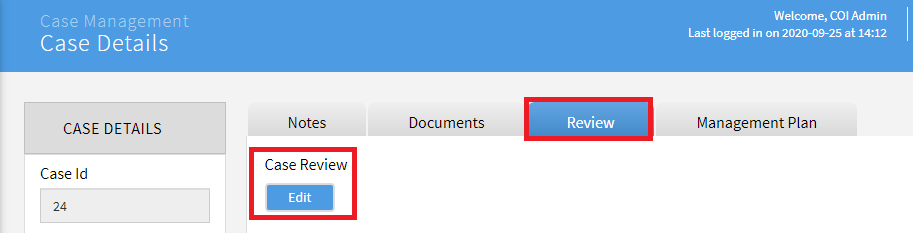 Case Management
Case Details
Welcome, COI Admin
Last logged in on 2020-09-25 at 14:12
CASE DETAILS
Case Id
24
Notes
Documents
Review
Management Plan
Case Review
Edit